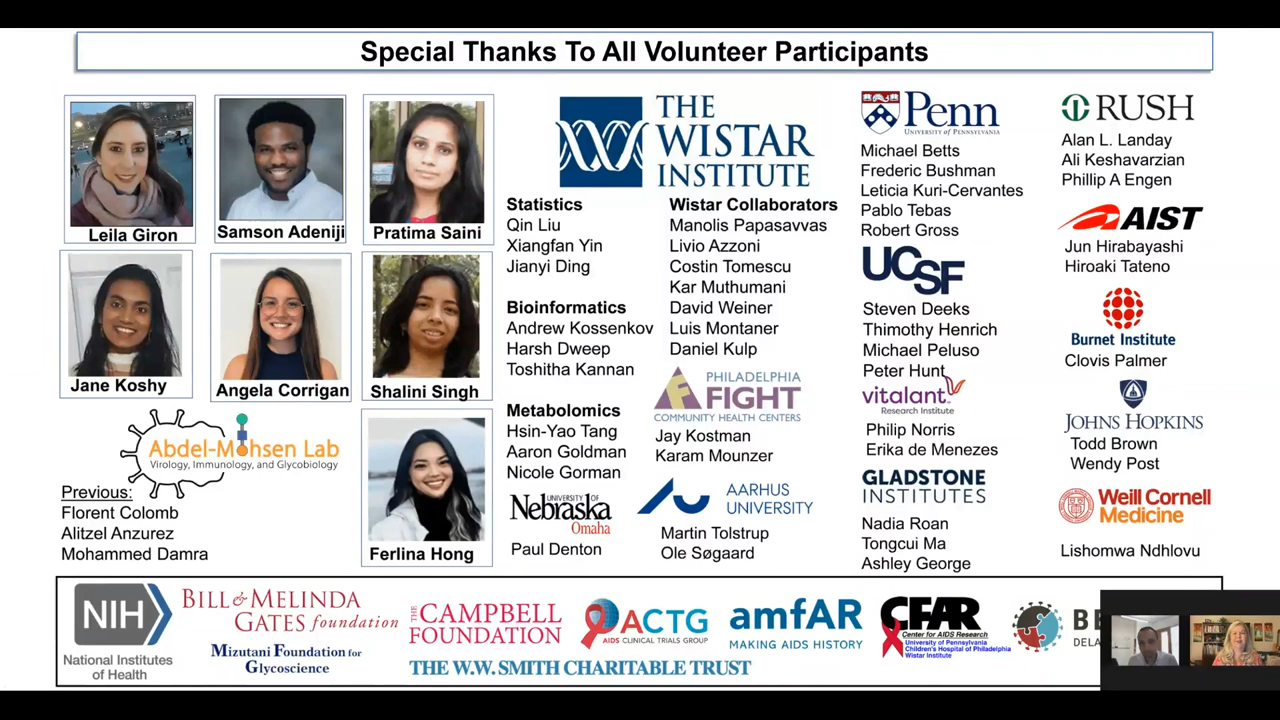 Special Thanks To All Volunteer Participants
Leila Giron
Samson Adeniji
Pratima Saini
Jane Koshy
Angela Corrigan
Shalini Singh
Abdel-Mohsen Lab
Virology, Immunology, and Glycobiology
Previous:
Florent Colomb
Alitzel Anzurez
Mohammed Damra
Ferlina Hong
THE
WISTAR
INSTITUTE
Statistics
Qin Liu
Xiangfan Yin
Jianyi Ding
Bioinformatics
Andrew Kossenkov
Harsh Dweep
Toshitha Kannan
Metabolomics
Hsin-Yao Tang
Aaron Goldman
Nicole Gorman
UNIVERSITY OF
Nebraska
Omaha
Paul Denton
Wistar Collaborators
Manolis Papasavvas
Livio Azzoni
Costin Tomescu
Kar Muthumani
David Weiner
Luis Montaner
Daniel Kulp
PHILADELPHIA
FIGHT
COMMUNITY HEALTH CENTERS
Jay Kostman
Karam Mounzer
AARHUS
UNIVERSITY
Martin Tolstrup
Ole Søgaard
Penn
UNIVERSITY OF PENNSYLVANIA
Michael Betts
Frederic Bushman
Leticia Kuri-Cervantes
Pablo Tebas
Robert Gross
UCSF
Steven Deeks
Thimothy Henrich
Michael Peluso
Peter Hunt
vitalant
Research Institute
Philip Norris
Erika de Menezes
GLADSTONE
INSTITUTES
Nadia Roan
Tongcui Ma
Ashley George
RUSH
Alan L. Landay
Ali Keshavarzian
Phillip A Engen
AIST
Jun Hirabayashi
Hiroaki Tateno
Burnet Institute
Clovis Palmer
JOHNS HOPKINS
Todd Brown
Wendy Post
Weill Cornell
Medicine
Lishomwa Ndhlovu
NIH
National Institutes
of Health
BILL & MELINDA
GATES foundation
Mizutani Foundation for
Glycoscience
THE CAMPBELL
FOUNDATION
THE W.W. SMITH CHARITABLE TRUST
ACTG
AIDS CLINICAL TRIALS GROUP
amfAR
MAKING AIDS HISTORY
CFAR
Center for AIDS Research
University of Pennsylvania
Children's Hospital of Philadelphia
Wistar Institute
BE
DELA